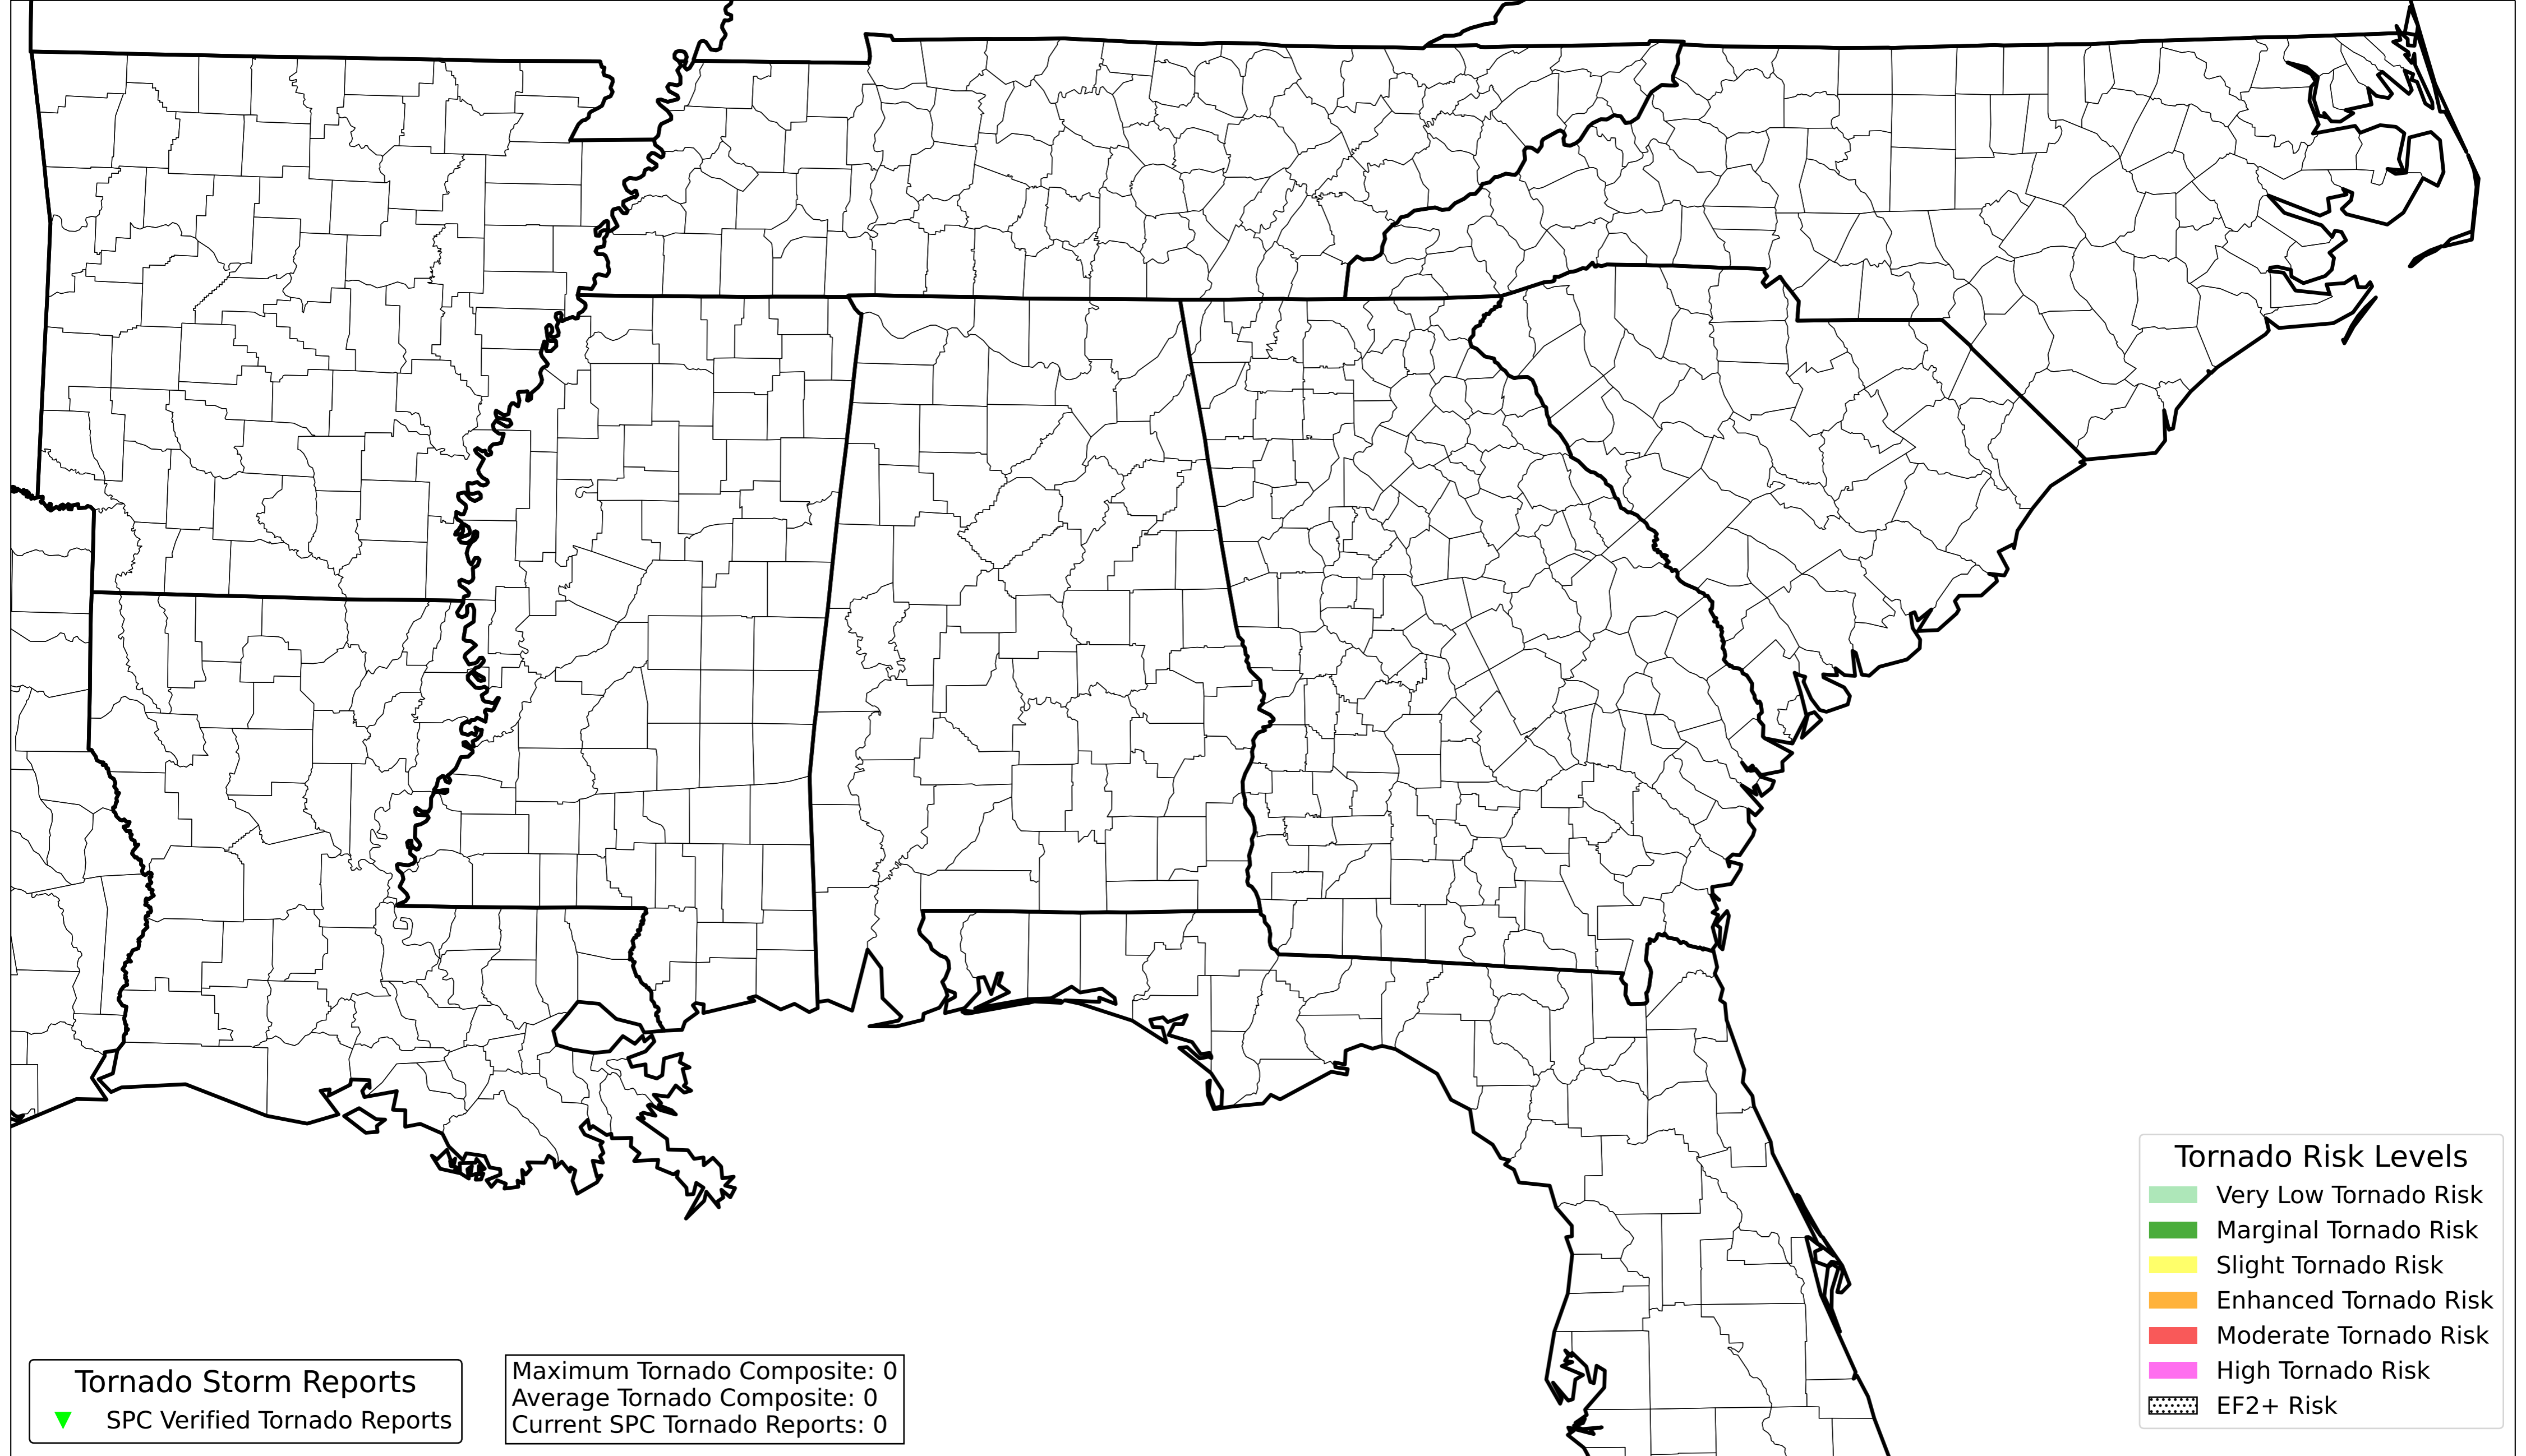 Tornado Risk Levels
Very Low Tornado Risk
Marginal Tornado Risk
Slight Tornado Risk
Enhanced Tornado Risk
Moderate Tornado Risk
High Tornado Risk
EF2+ Risk
Tornado Storm Reports
SPC Verified Tornado Reports
Maximum Tornado Composite: 0
Average Tornado Composite: 0
Current SPC Tornado Reports: 0